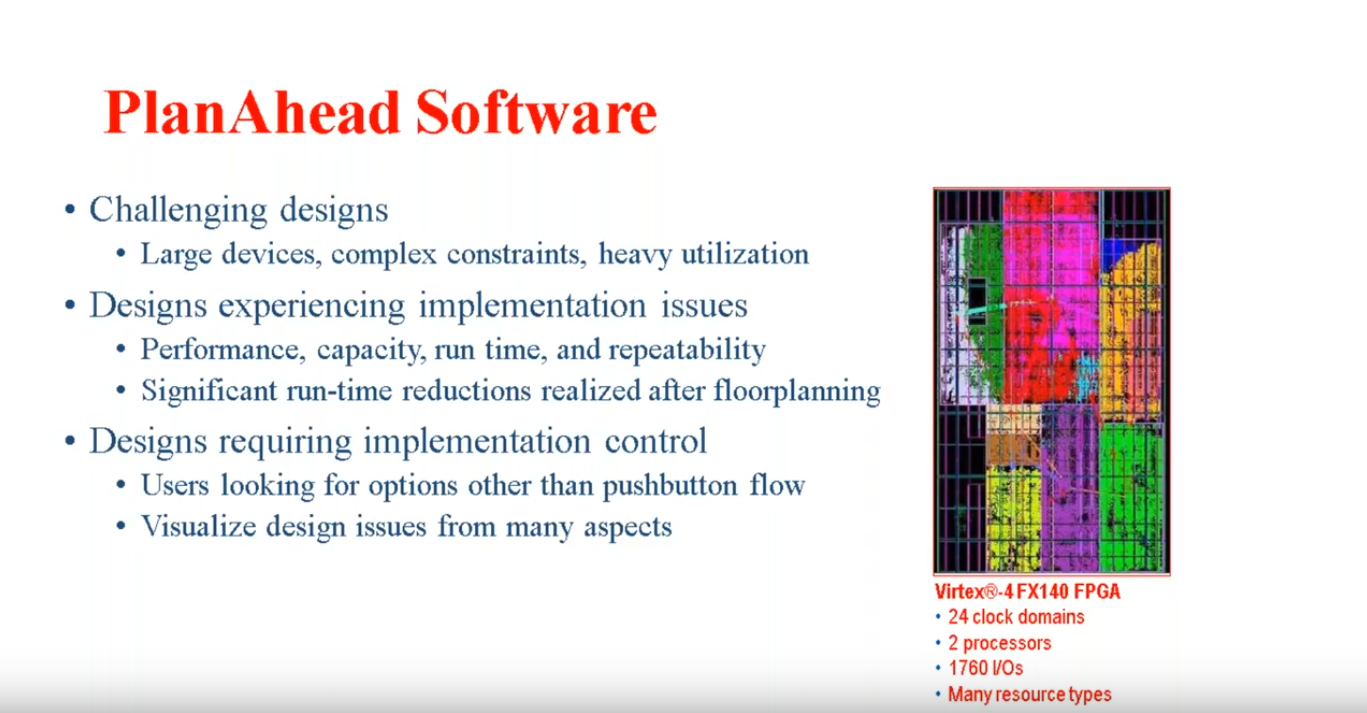 PlanAhead Software
• Challenging designs
• Large devices, complex constraints, heavy utilization
• Designs experiencing implementation issues
• Performance, capacity, run time, and repeatability
• Significant run-time reductions realized after floorplanning
• Designs requiring implementation control
• Users looking for options other than pushbutton flow
• Visualize design issues from many aspects
Virtex®-4 FX140 FPGA
• 24 clock domains
• 2 processors
• 1760 I/Os
• Many resource types